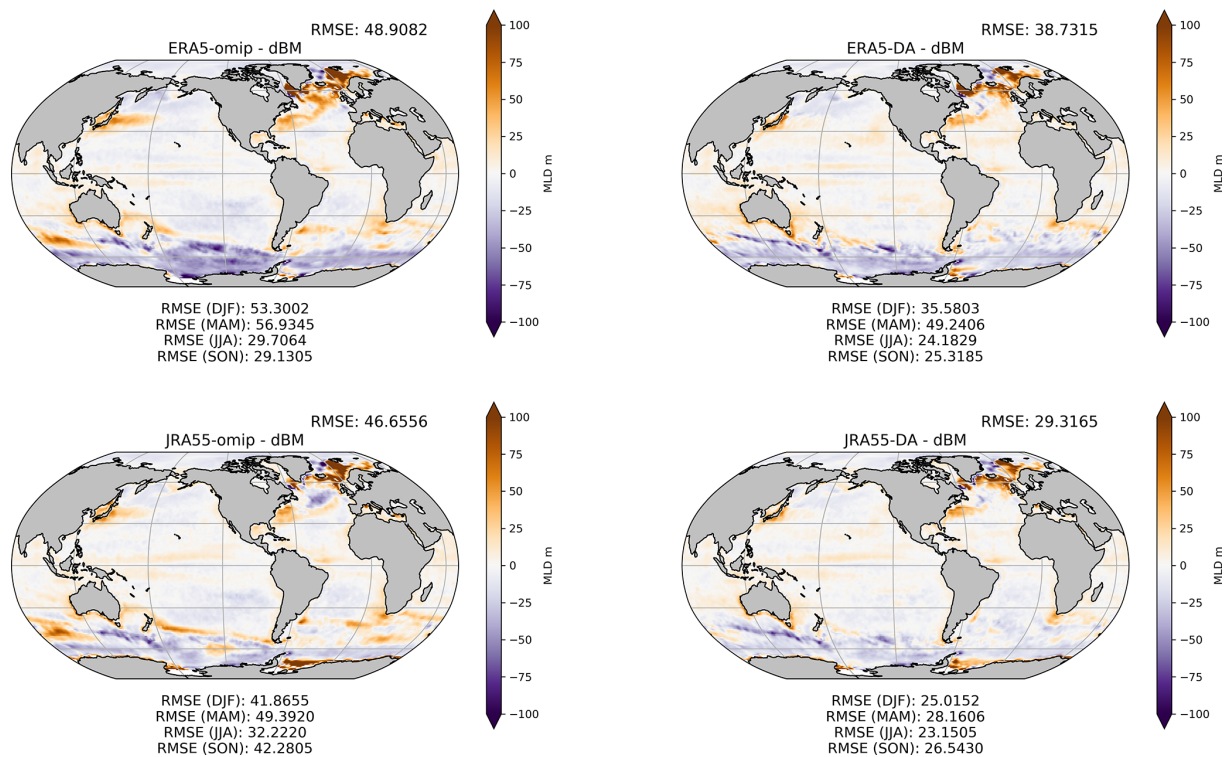 RMSE: 48.9082
ERA5-omip - dBM
100
75
50
25
0
−25
−50
−75
−100
MLD m
RMSE (DJF): 53.3002
RMSE (MAM): 56.9345
RMSE (JJA): 29.7064
RMSE (SON): 29.1305
RMSE: 38.7315
ERA5-DA - dBM
100
75
50
25
0
−25
−50
−75
−100
MLD m
RMSE (DJF): 35.5803
RMSE (MAM): 49.2406
RMSE (JJA): 24.1829
RMSE (SON): 25.3185
RMSE: 46.6556
JRA55-omip - dBM
100
75
50
25
0
−25
−50
−75
−100
MLD m
RMSE (DJF): 41.8655
RMSE (MAM): 49.3920
RMSE (JJA): 32.2220
RMSE (SON): 42.2805
RMSE: 29.3165
JRA55-DA - dBM
100
75
50
25
0
−25
−50
−75
−100
MLD m
RMSE (DJF): 25.0152
RMSE (MAM): 28.1606
RMSE (JJA): 23.1505
RMSE (SON): 26.5430